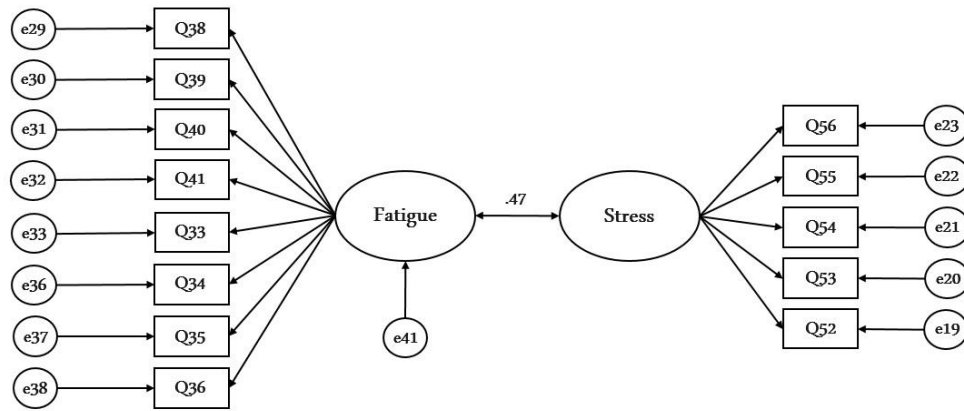 e29 Q38
e30 Q39
e31 Q40
e32 Q41
e33 Q33
e36 Q34
e37 Q35
e38 Q36
Fatigue
.47
Stress
e41
Q56 e23
Q55 e22
Q54 e21
Q53 e20
Q52 e19